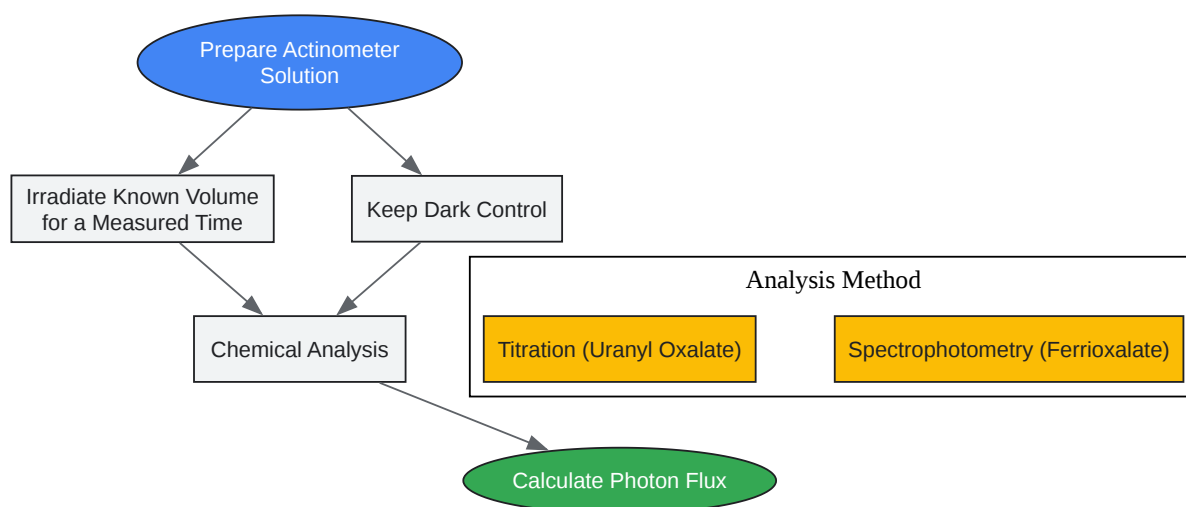 Prepare Actinometer
Solution
Irradiate Known Volume
for a Measured Time
Keep Dark Control
Analysis Method
Chemical Analysis
Titration (Uranyl Oxalate)
Spectrophotometry (Ferrioxalate)
Calculate Photon Flux